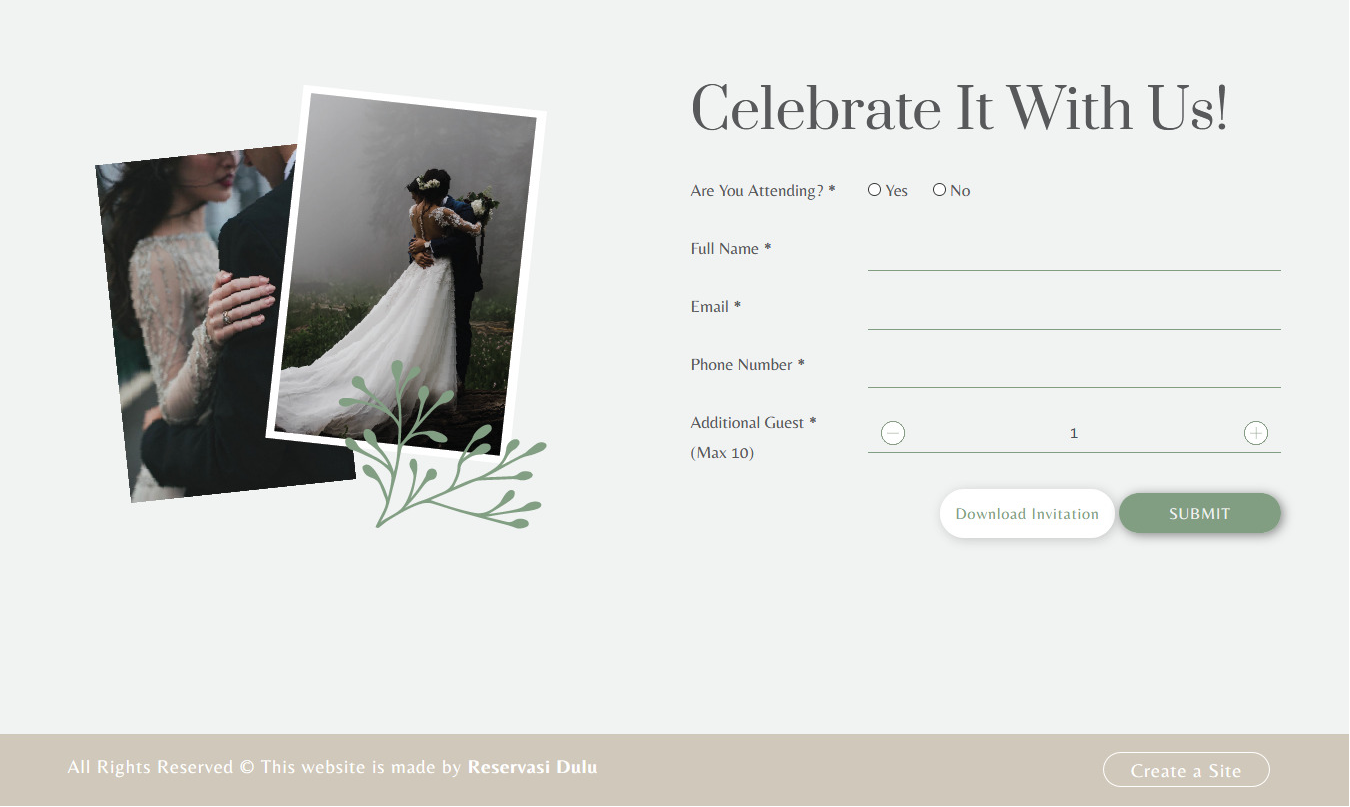 Celebrate It With Us!
Are You Attending? * Yes No
Full Name *
Email *
Phone Number *
Additional Guest *
(Max 10)
1
Download Invitation SUBMIT
All Rights Reserved © This website is made by Reservasi Dulu
Create a Site